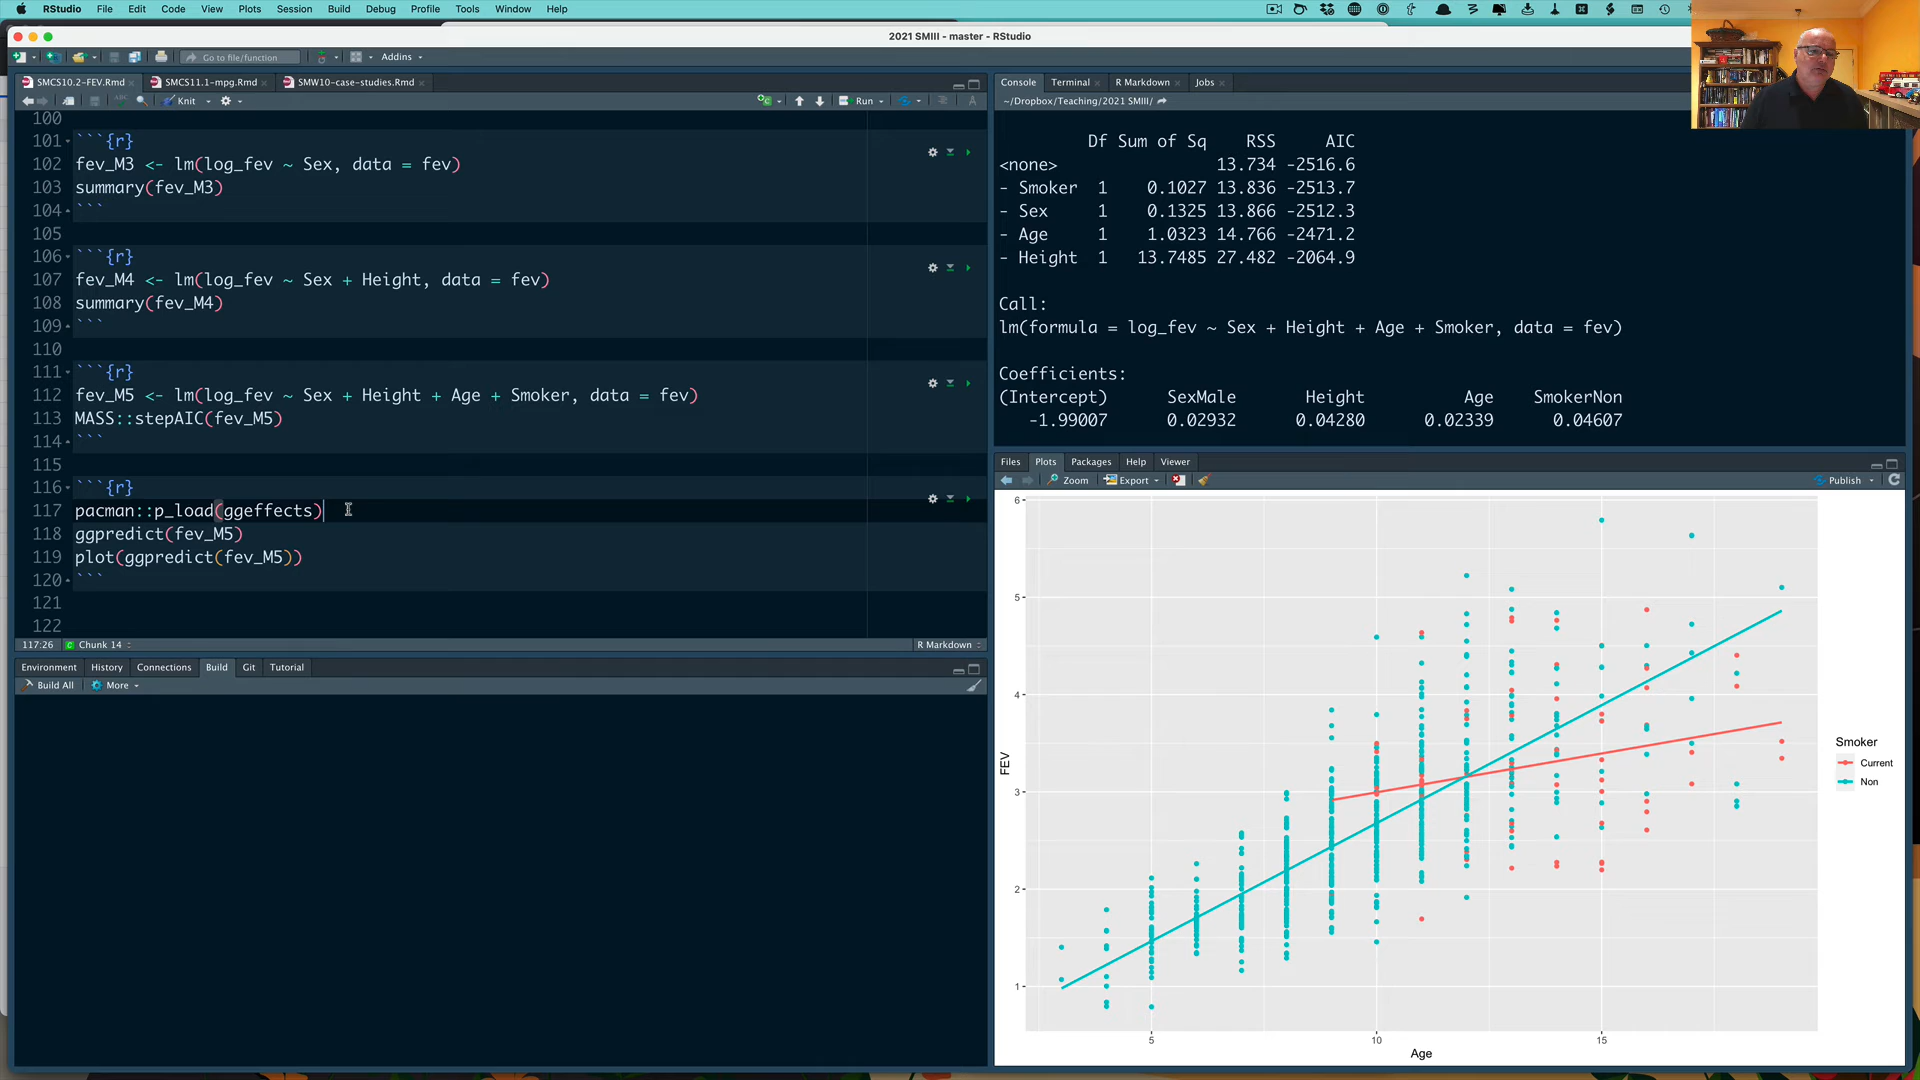 RStudio File Edit Code View Plots Session Build Debug Profile Tools Window Help
2021 SMIII - master - RStudio
Go to file/function Addins
SMCS10.2-FEV.Rmd SMCS11.1-mpg.Rmd SMW10-case-studies.Rmd
Knit Run
100
101 ```{r}
102 fev_M3 <- lm(log_fev ~ Sex, data = fev)
103 summary(fev_M3)
104 ```
105
106 ```{r}
107 fev_M4 <- lm(log_fev ~ Sex + Height, data = fev)
108 summary(fev_M4)
109 ```
110
111 ```{r}
112 fev_M5 <- lm(log_fev ~ Sex + Height + Age + Smoker, data = fev)
113 MASS::stepAIC(fev_M5)
114 ```
115
116 ```{r}
117 pacman::p_load(ggeffects)
118 ggpredict(fev_M5)
119 plot(ggpredict(fev_M5))
120 ```
121
122
117:26 Chunk 14 R Markdown
Environment History Connections Build Git Tutorial
Build All More
Console Terminal R Markdown Jobs
~/Dropbox/Teaching/2021 SMIII/
Df Sum of Sq RSS AIC
<none> 13.734 -2516.6
- Smoker 1 0.1027 13.836 -2513.7
- Sex 1 0.1325 13.866 -2512.3
- Age 1 1.0323 14.766 -2471.2
- Height 1 13.7485 27.482 -2064.9
Call:
lm(formula = log_fev ~ Sex + Height + Age + Smoker, data = fev)
Coefficients:
(Intercept) SexMale Height Age SmokerNon
-1.99007 0.02932 0.04280 0.02339 0.04607
Files Plots Packages Help Viewer
Zoom Export Publish
6
5
4
3
2
1
FEV
5 10 15
Age
Smoker
Current
Non